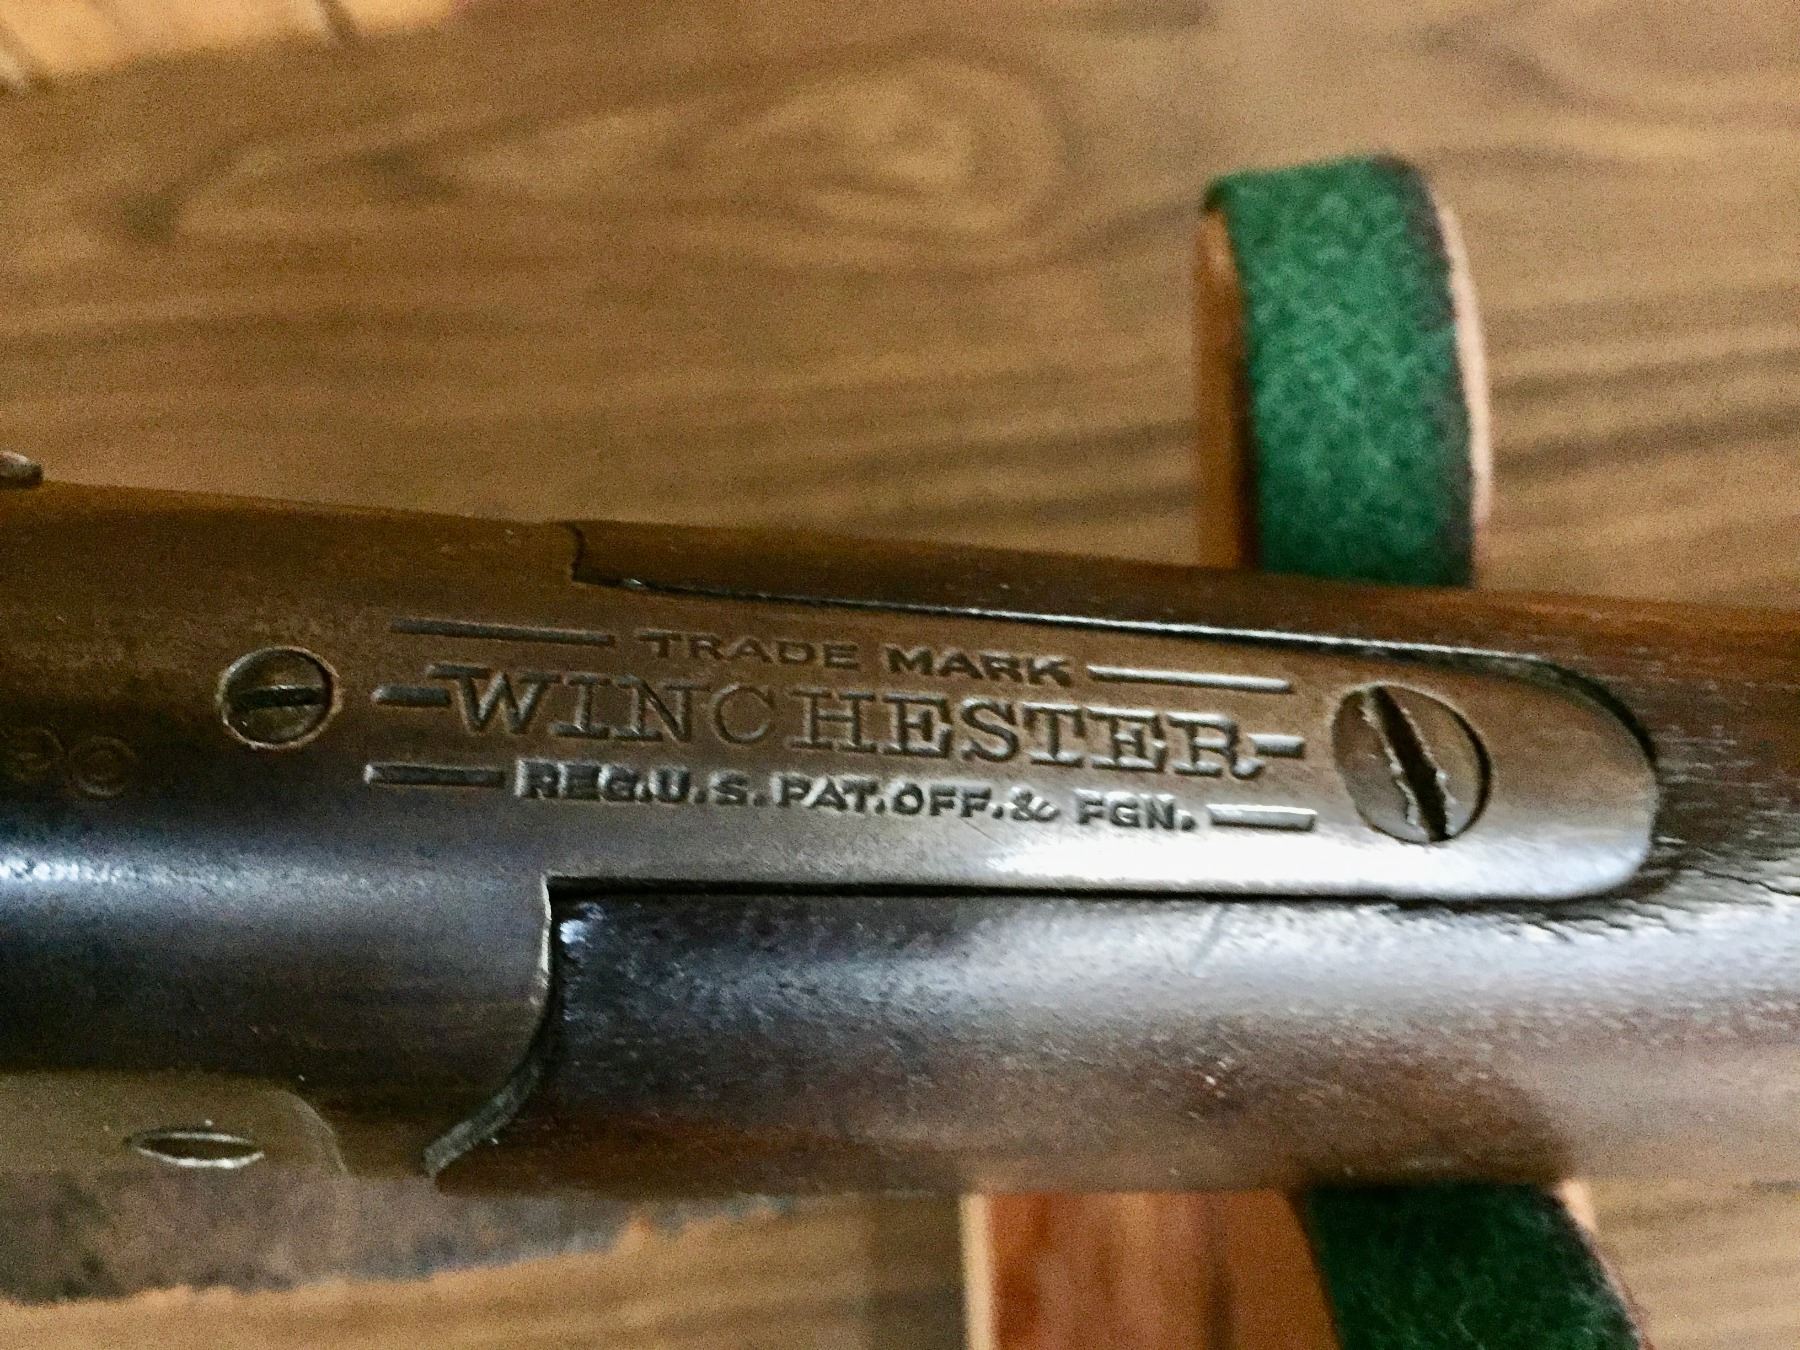 TRADE MARK
WINCHESTER
REG. U. S. PAT. OFF. & FGN.